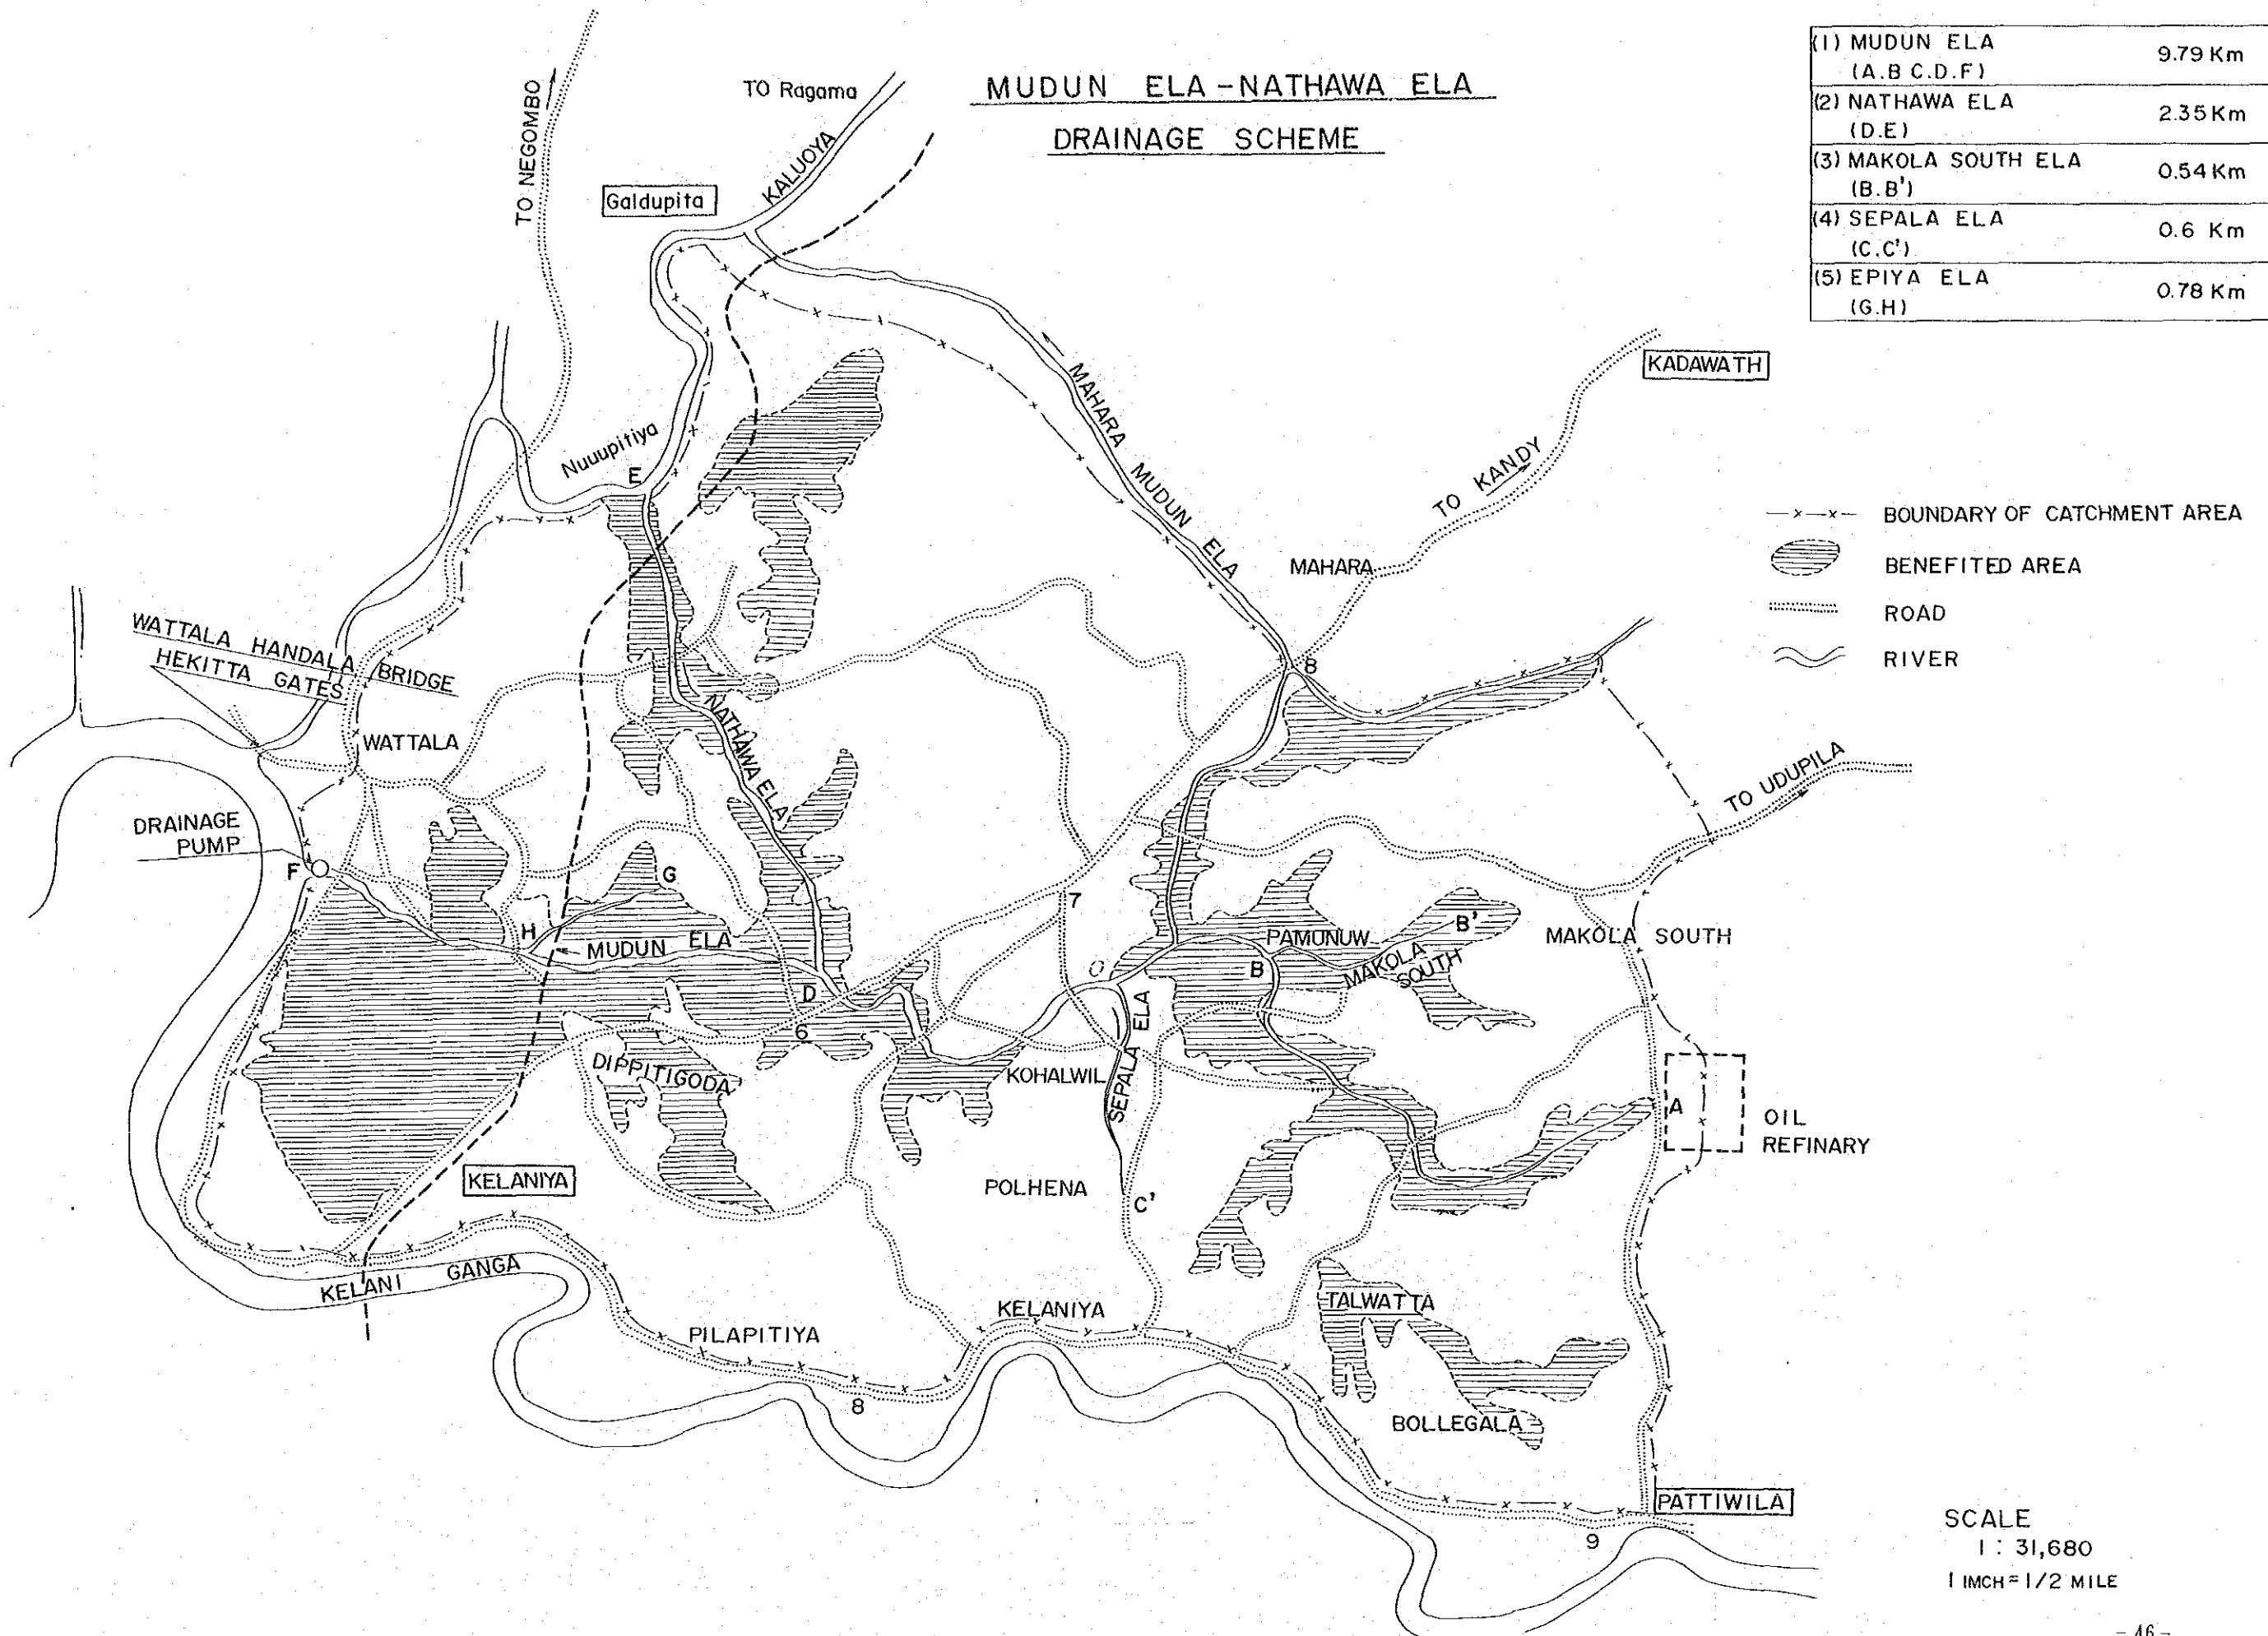 MUDUN ELA-NATHAWA ELA
DRAINAGE SCHEME
(1) MUDUN ELA 9.79 Km
(A.B C.D.F)
(2) NATHAWA ELA 2.35 Km
(D.E)
(3) MAKOLA SOUTH ELA 0.54 Km
(B.B')
(4) SEPALA ELA 0.6 Km
(C.C')
(5) EPIYA ELA 0.78 Km
(G.H)
TO NEGOMBO
TO Ragama
KALUOYA
Galdupita
KADAWATH
MAHARA MUDUN ELA
Nuuupitiya
E
TO KANDY
MAHARA
BOUNDARY OF CATCHMENT AREA
BENEFITED AREA
ROAD
RIVER
WATTALA HANDALA BRIDGE
HEKITTA GATES
8
WATTALA
NATHAWA ELA
TO UDUPILA
DRAINAGE
PUMP
F
G
7
H
MUDUN ELA
PAMUNUW
B'
MAKOLA SOUTH
B
MAKOLA
SOUTH
D
6
SEPALA ELA
DIPPITIGODA
KOHALWIL
A
OIL
REFINARY
KELANIYA
POLHENA
C'
KELANI GANGA
KELANIYA
TALWATTA
PILAPITIYA
8
BOLLEGALA
PATTIWILA
9
SCALE
1 : 31,680
1 IMCH = 1/2 MILE
- 46 -